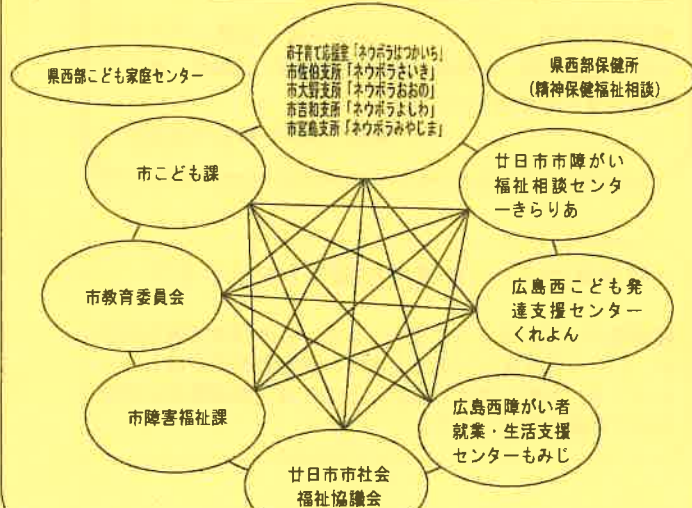 市子育て応援室「ネウボラはつかいち」
市佐伯支所「ネウボラさいき」
市大野支所「ネウボラおおの」
市吉和支所「ネウボラよしわ」
市宮島支所「ネウボラみやじま」
県西部こども家庭センター
県西部保健所
(精神保健福祉相談)
市こども課
廿日市市障がい
福祉相談センタ
ーきらりあ
市教育委員会
広島西こども発
達支援センター
くれよん
市障害福祉課
広島西障がい者
就業・生活支援
センターもみじ
廿日市市社会
福祉協議会